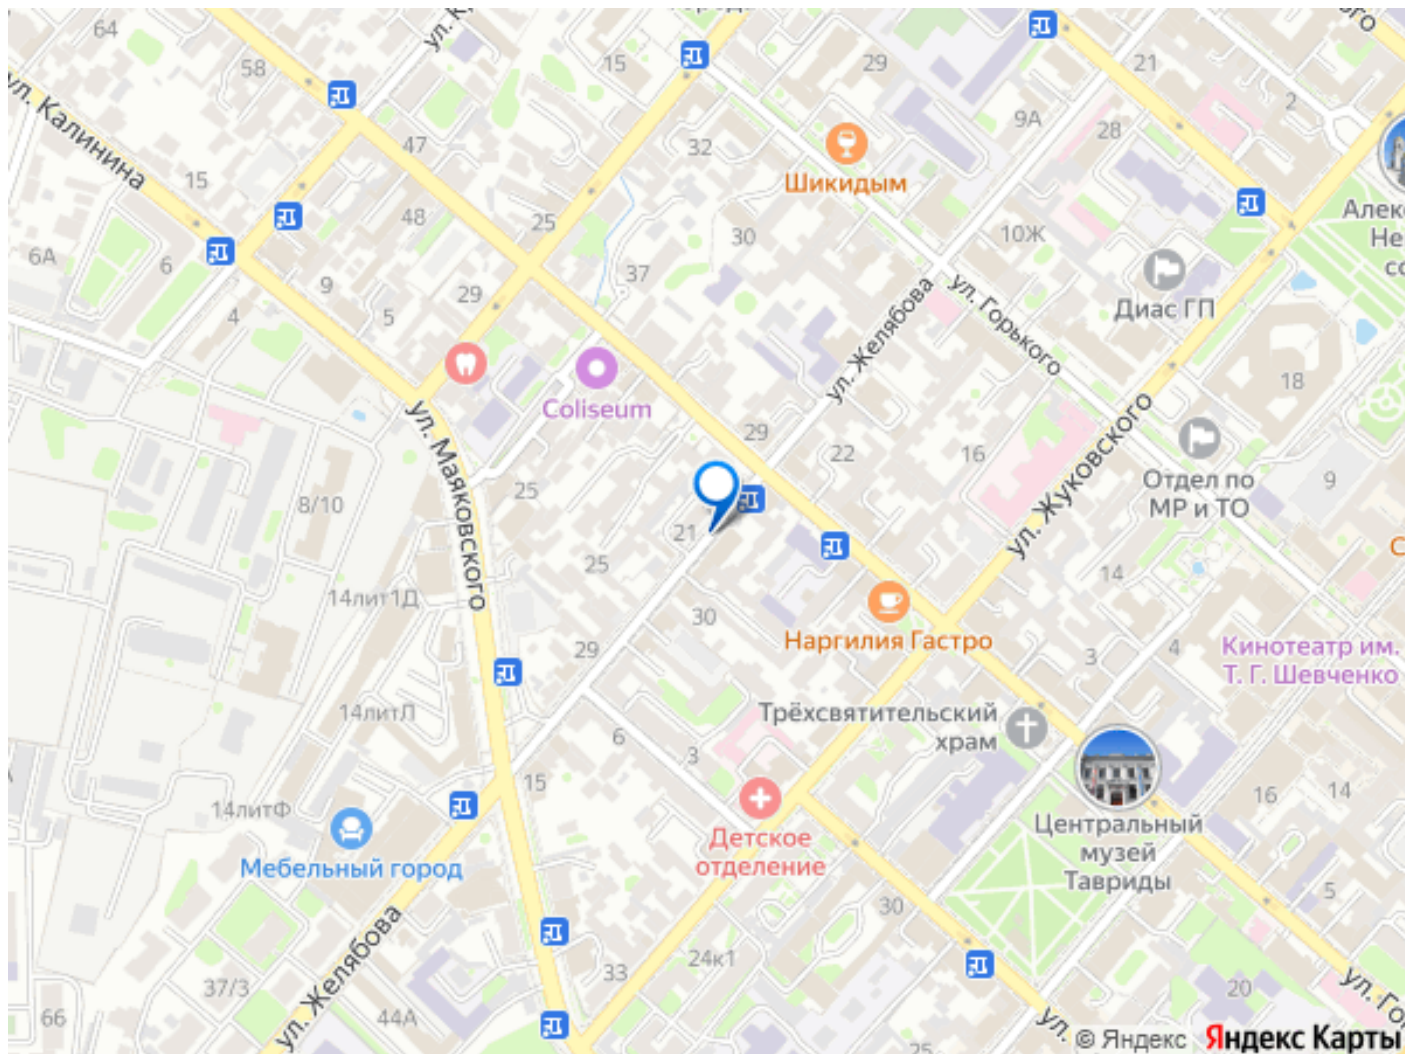 64
58
ул. Калинина
15
47
48
25
6А
6
9
4
5
29
15
29
21
2
9А
28
32
Шикидым
30
10Ж
37
ул. Желябова
ул. Горького
Диас ГП
18
Coliseum
29
22
16
ул. Жуковского
Отдел по
МР и ТО
9
ул. Маяковского
25
8/10
21
25
14лит1Д
30
29
14
4
3
Наргилия Гастро
Кинотеатр им.
Т. Г. Шевченко
14литЛ
Трёхсвятительский
храм
6
3
15
14литФ
Мебельный город
Детское
отделение
Центральный
музей
Тавриды
16
14
5
30
24к1
33
20
37/3
ул. Желябова
44А
66
25
ул.
© Яндекс
Яндекс Карты